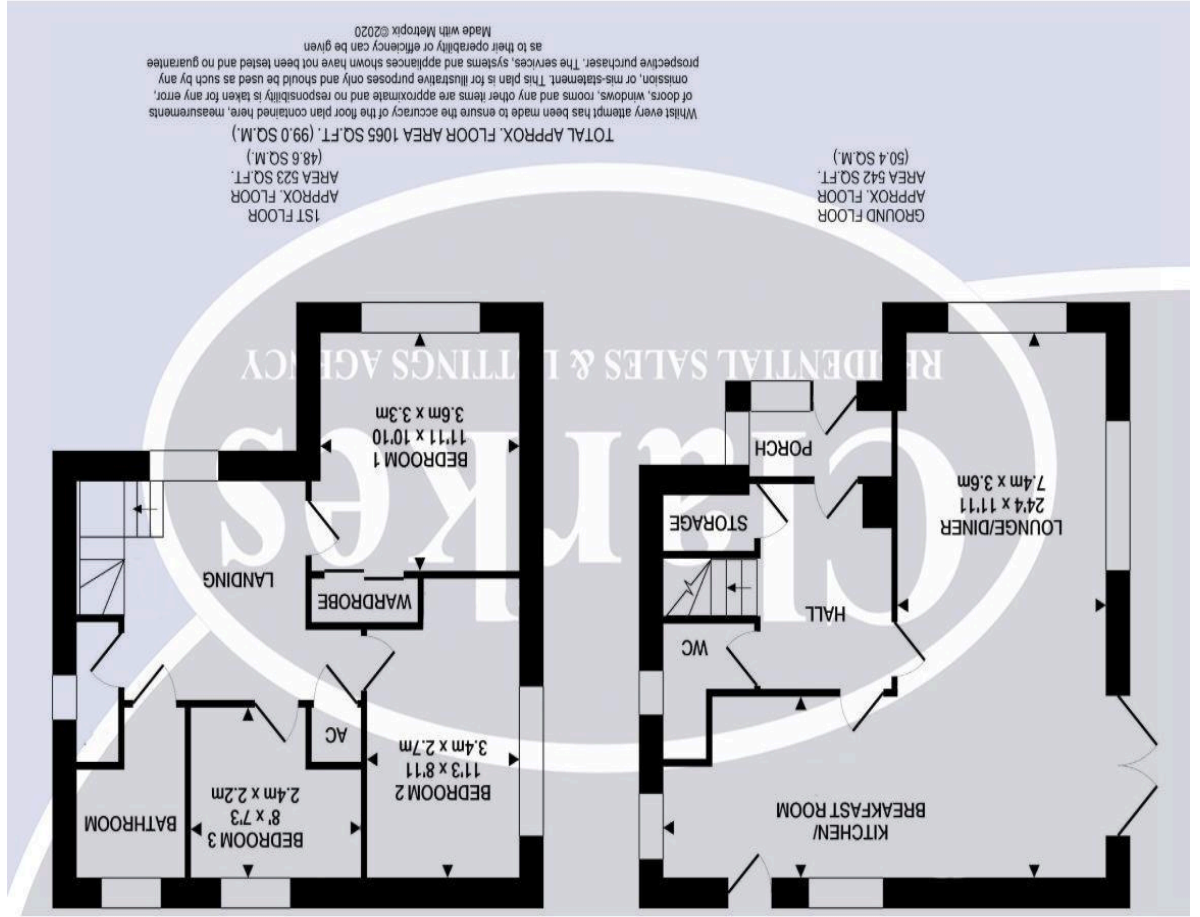 KITCHEN/
BREAKFAST ROOM
WC
HALL
LOUNGE/DINER
24'4 x 11'11
7.4m x 3.6m
STORAGE
PORCH
BATHROOM
BEDROOM 3
8' x 7'3
2.4m x 2.2m
AC
BEDROOM 2
11'3 x 8'11
3.4m x 2.7m
LANDING
WARDROBE
BEDROOM 1
11'11 x 10'10
3.6m x 3.3m
Clarkes
RESIDENTIAL SALES & LETTINGS AGENCY
GROUND FLOOR
APPROX. FLOOR
AREA 542 SQ.FT.
(50.4 SQ.M.)
1ST FLOOR
APPROX. FLOOR
AREA 523 SQ.FT.
(48.6 SQ.M.)
TOTAL APPROX. FLOOR AREA 1065 SQ.FT. (99.0 SQ.M.)
Whilst every attempt has been made to ensure the accuracy of the floor plan contained here, measurements
of doors, windows, rooms and any other items are approximate and no responsibility is taken for any error,
omission, or mis-statement. This plan is for illustrative purposes only and should be used as such by any
prospective purchaser. The services, systems and appliances shown have not been tested and no guarantee
as to their operability or efficiency can be given
Made with Metropix ©2020